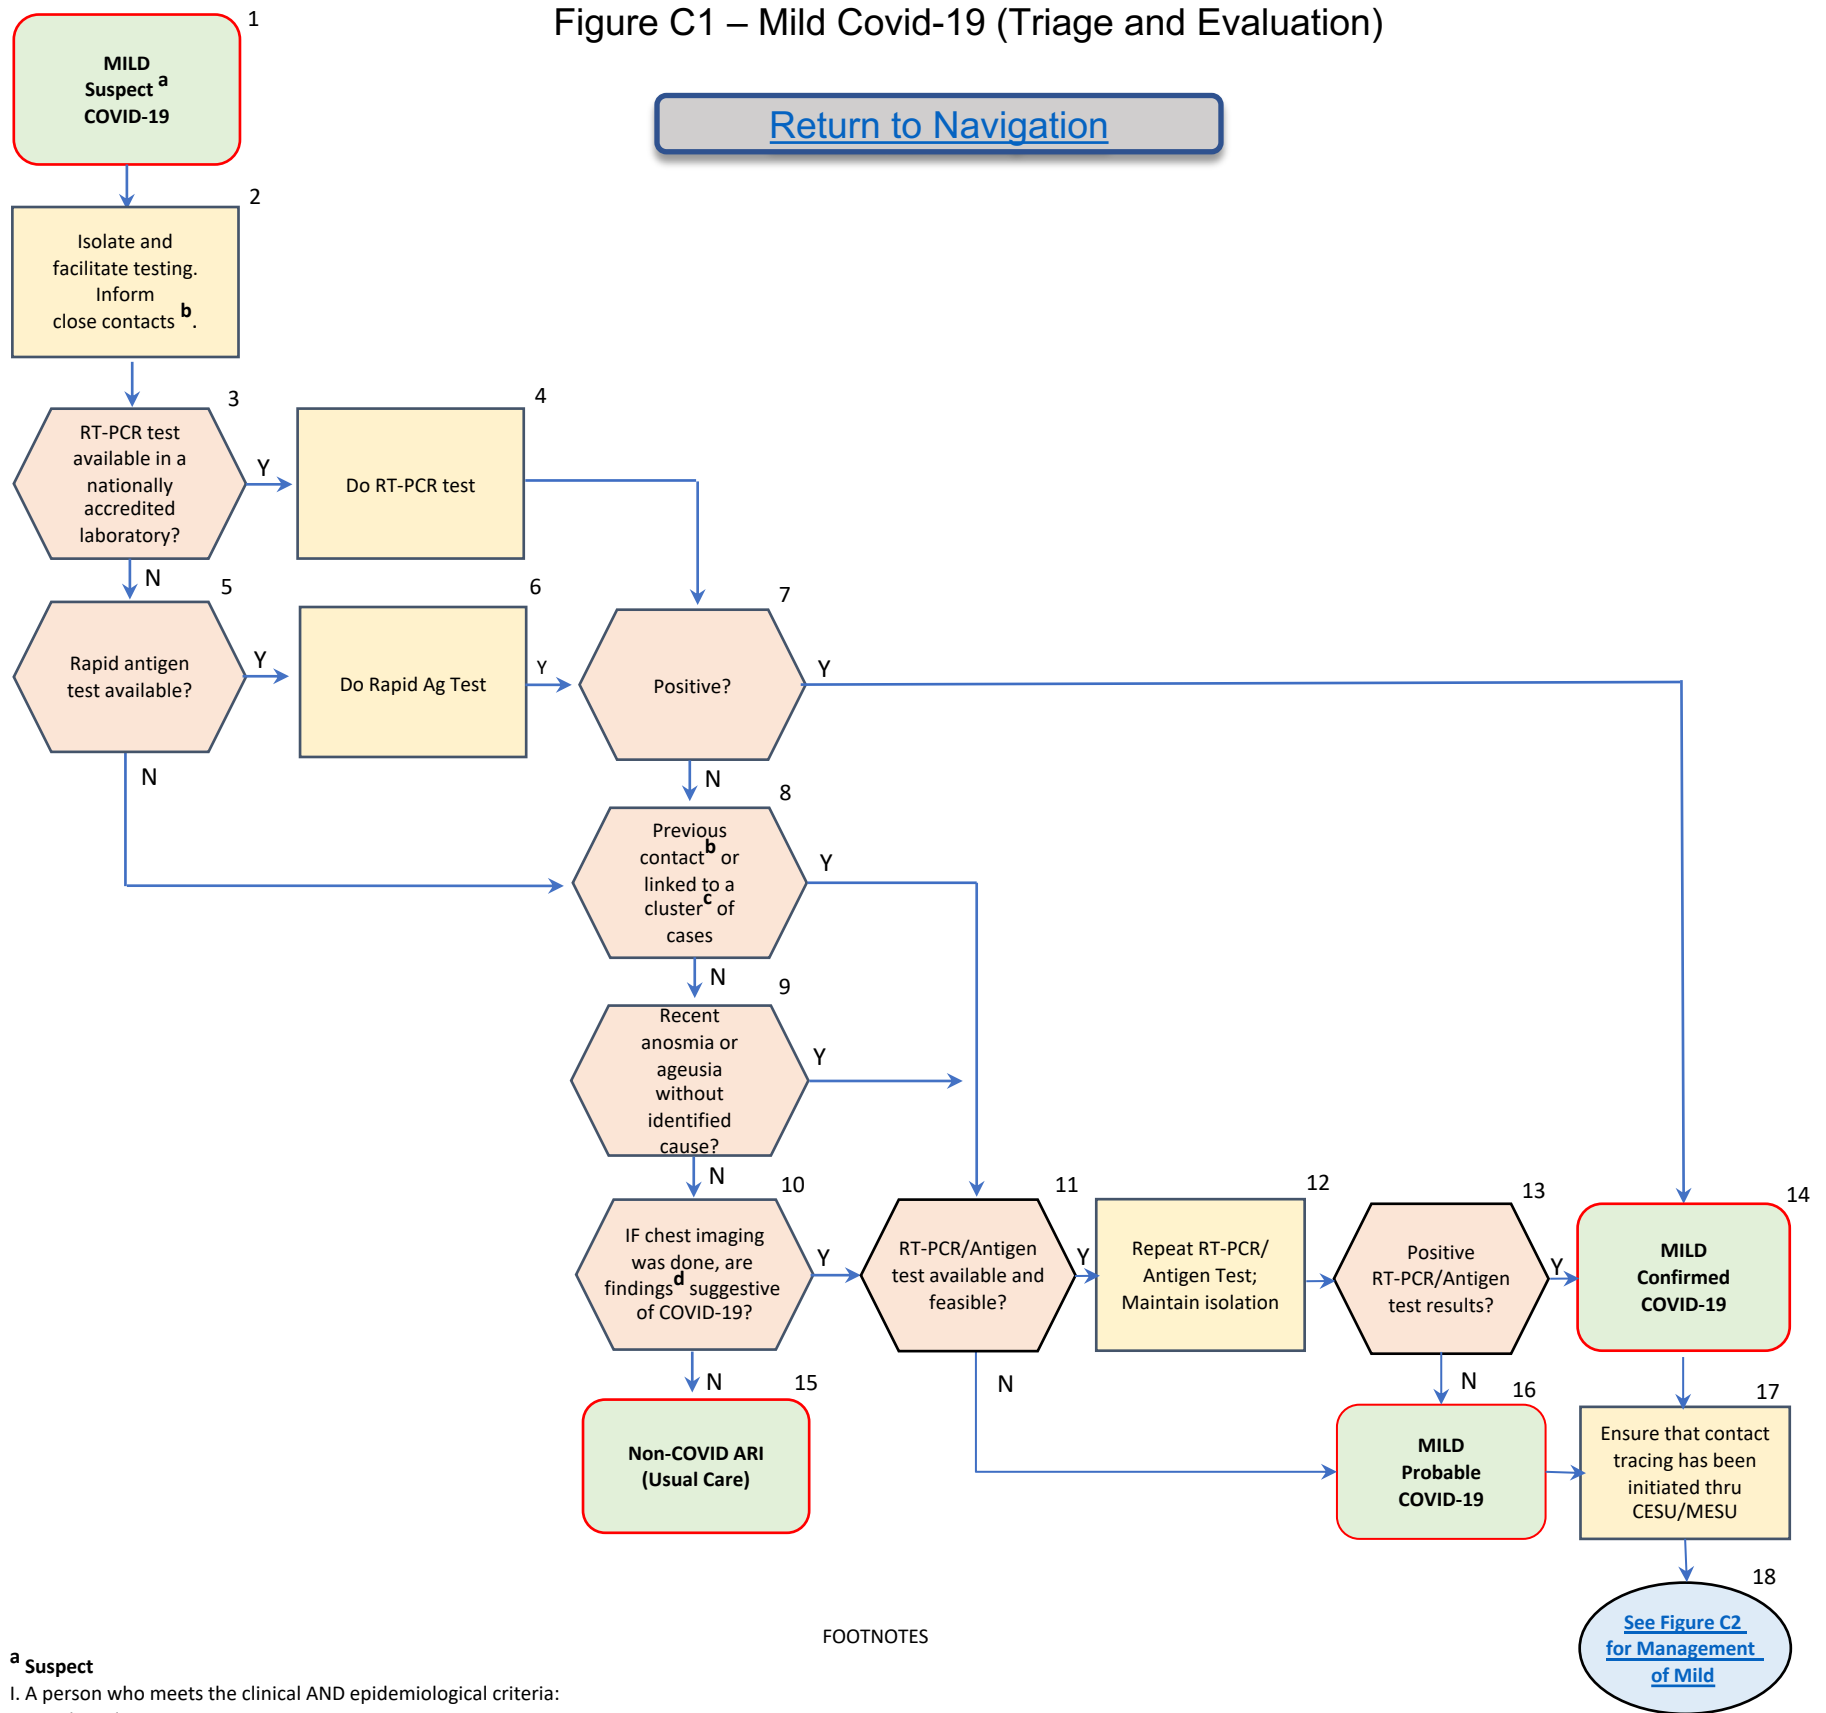 Figure C1 – Mild Covid-19 (Triage and Evaluation)
Return to Navigation
1
MILD
Suspect a
COVID-19
2
Isolate and
facilitate testing.
Inform
close contacts b.
3
RT-PCR test
available in a
nationally
accredited
laboratory?
Y
N
4
Do RT-PCR test
5
Rapid antigen
test available?
Y
N
6
Do Rapid Ag Test
Y
7
Positive?
Y
N
8
Previous
contact b or
linked to a
cluster c of
cases
Y
N
9
Recent
anosmia or
ageusia
without
identified
cause?
Y
N
10
IF chest imaging
was done, are
findings d suggestive
of COVID-19?
Y
N
11
RT-PCR/Antigen
test available and
feasible?
Y
N
12
Repeat RT-PCR/
Antigen Test;
Maintain isolation
13
Positive
RT-PCR/Antigen
test results?
Y
N
14
MILD
Confirmed
COVID-19
15
Non-COVID ARI
(Usual Care)
16
MILD
Probable
COVID-19
17
Ensure that contact
tracing has been
initiated thru
CESU/MESU
18
See Figure C2
for Management
of Mild
FOOTNOTES
a Suspect
I. A person who meets the clinical AND epidemiological criteria: